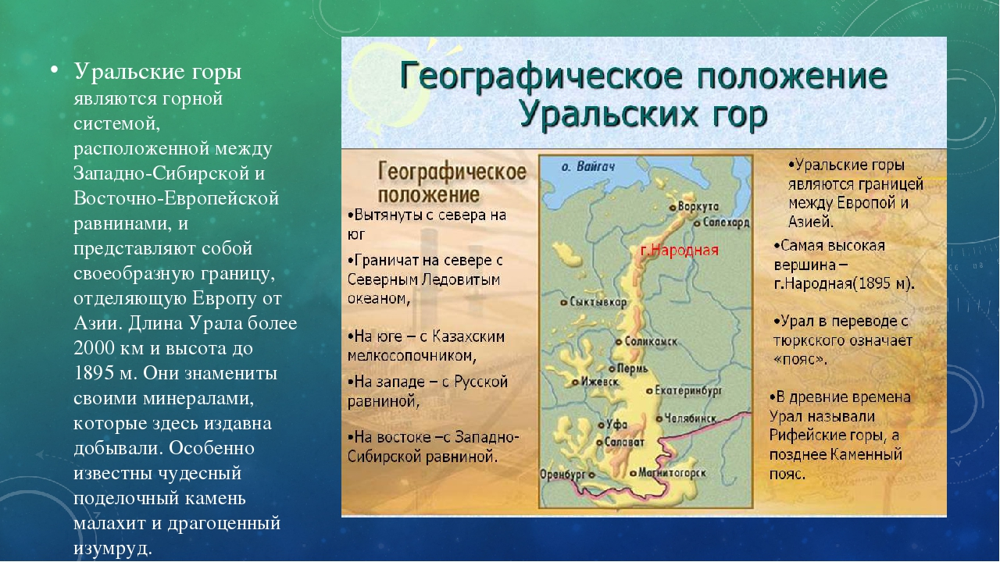 • Уральские горы
являются горной
системой,
расположенной между
Западно-Сибирской и
Восточно-Европейской
равнинами, и
представляют собой
своеобразную границу,
отделяющую Европу от
Азии. Длина Урала более
2000 км и высота до
1895 м. Они знамениты
своими минералами,
которые здесь издавна
добывали. Особенно
известны чудесный
поделочный камень
малахит и драгоценный
изумруд.
Географическое положение
Уральских гор
Географическое
положение
•Вытянуты с севера на
юг
•Граничат на севере с
Северным Ледовитым
океаном,
•На юге – с Казахским
мелкосопочником,
•На западе – с Русской
равниной,
•На востоке –с Западно-
Сибирской равниной.
о. Вайгач
Воркута
Салехард
г.Народная
Сыктывкар
Соликамск
Пермь
Ижевск
Екатеринбург
Челябинск
Уфа
Салават
Оренбург
Магнитогорск
•Уральские горы
являются границей
между Европой и
Азией.
•Самая высокая
вершина –
г.Народная(1895 м).
•Урал в переводе с
тюркского означает
«пояс».
•В древние времена
Урал называли
Рифейские горы, а
позднее Каменный
пояс.